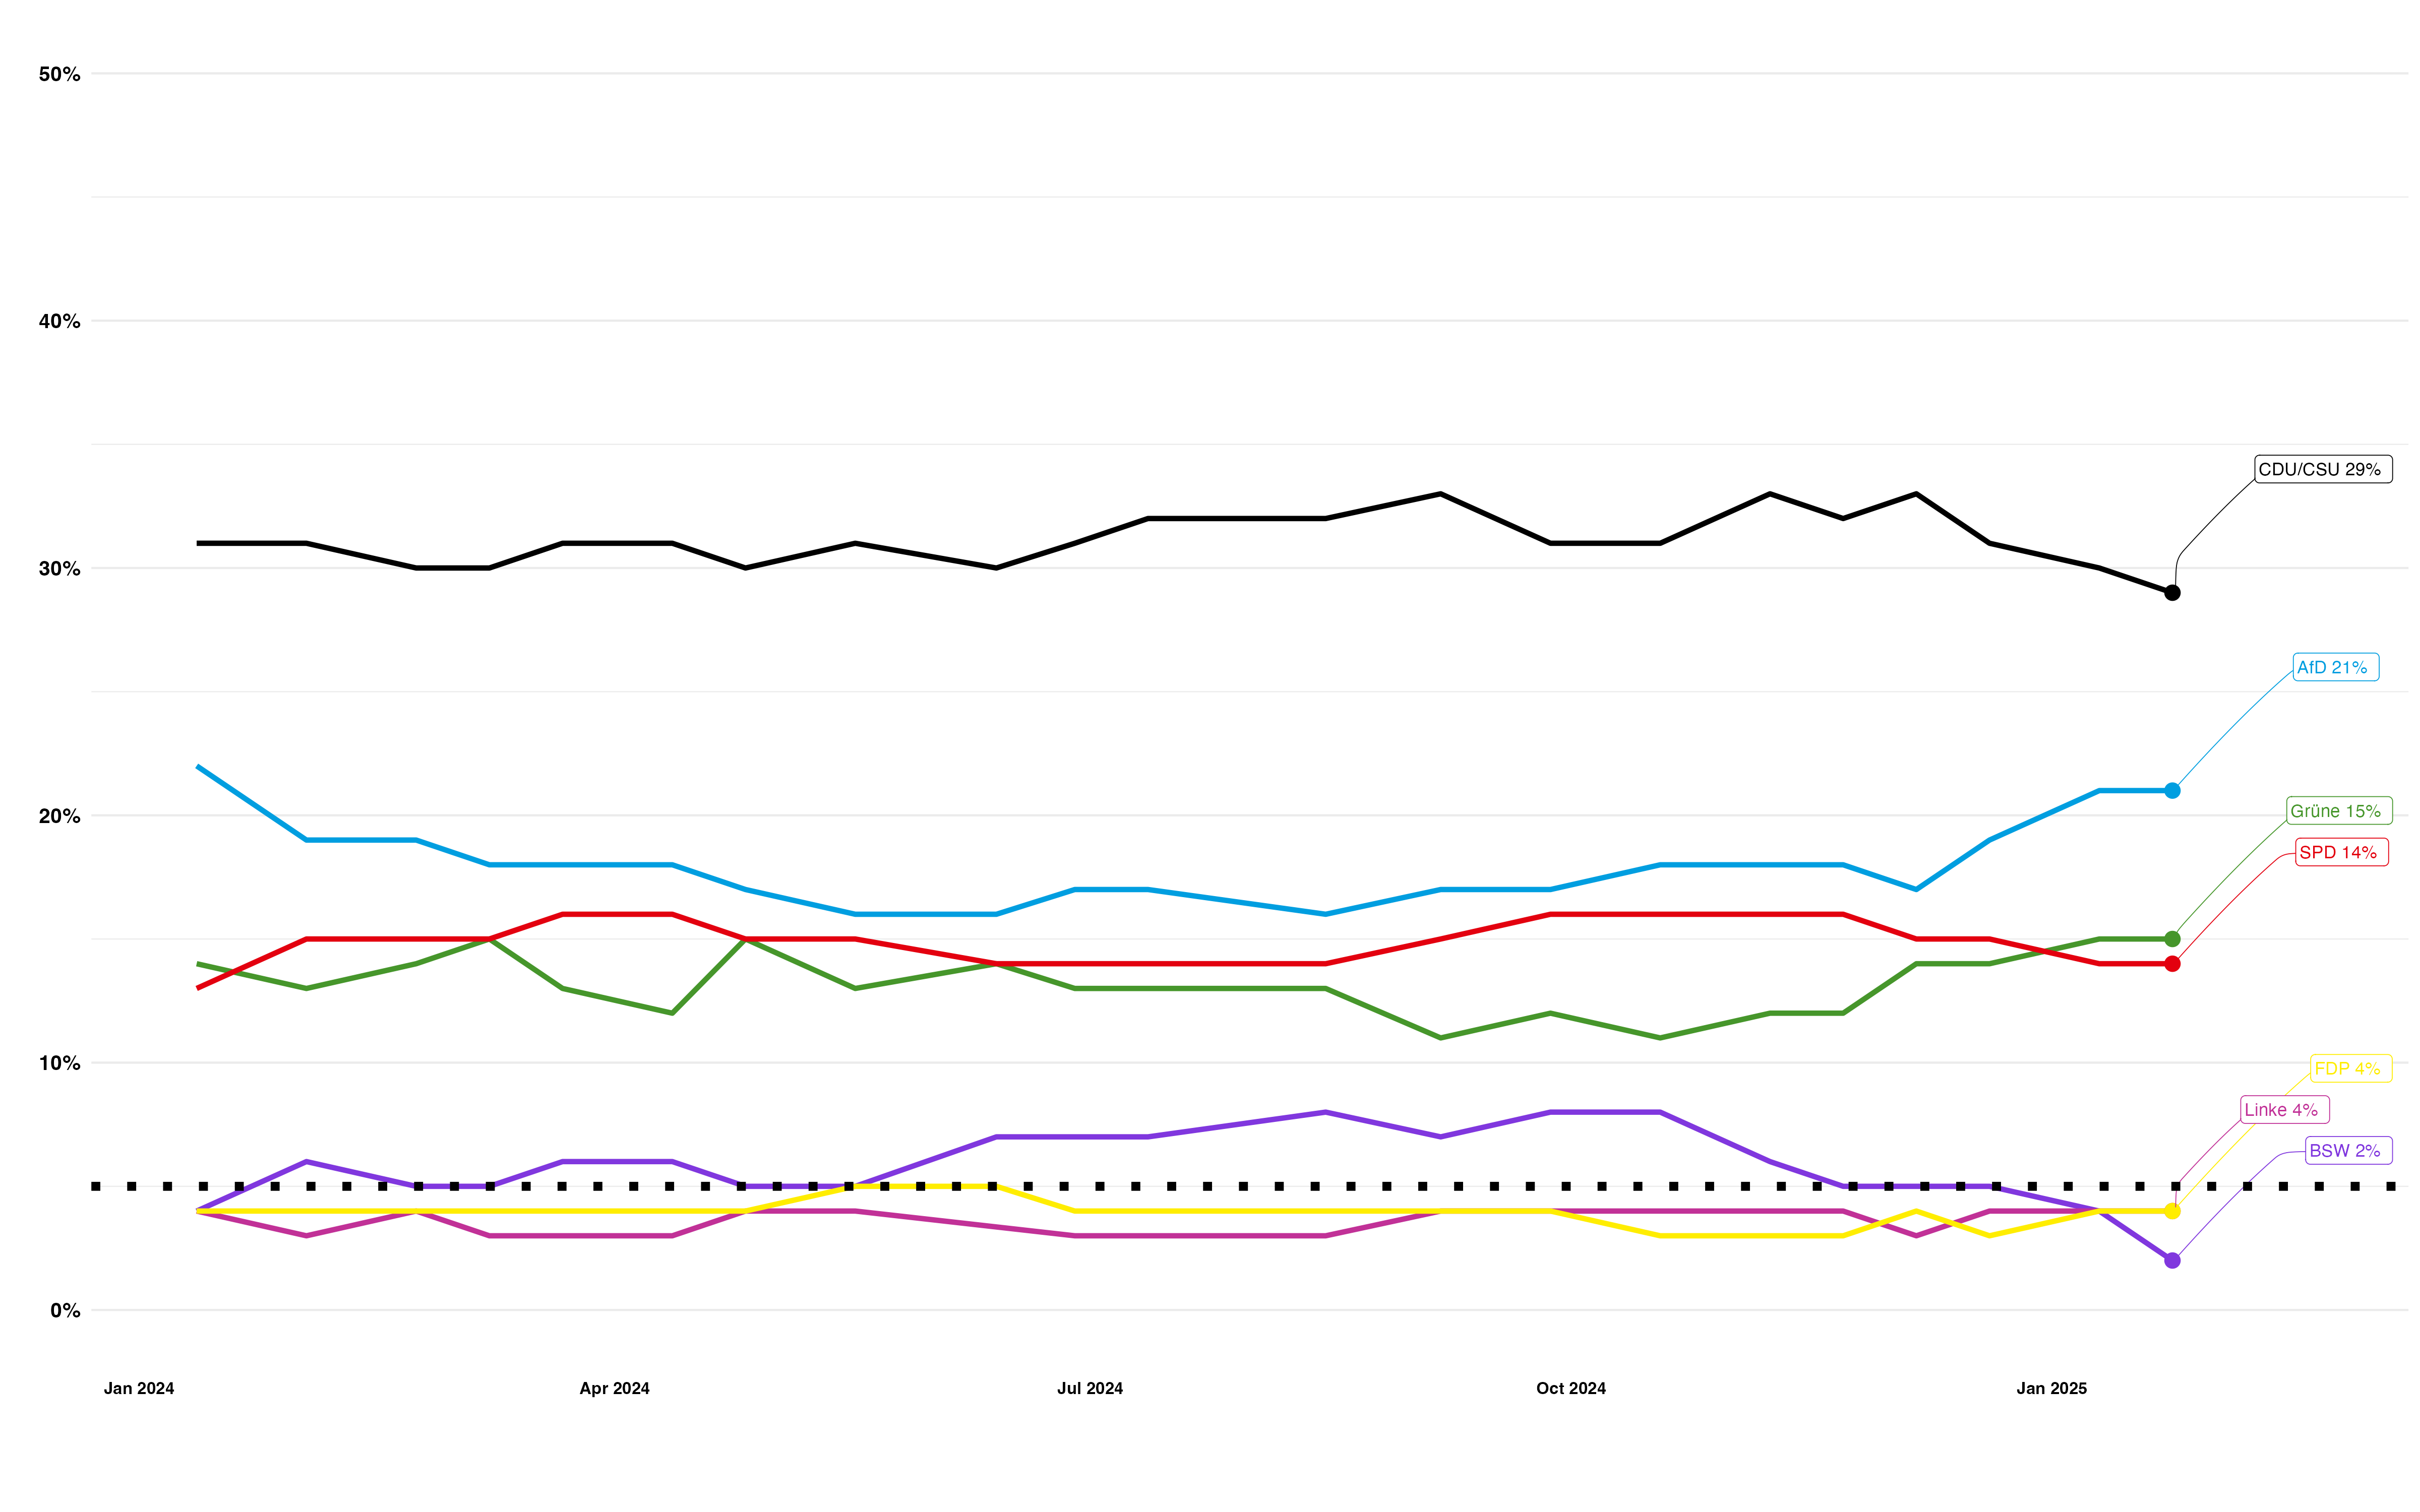 50%
40%
30%
20%
10%
0%
CDU/CSU 29%
AfD 21%
Grüne 15%
SPD 14%
FDP 4%
Linke 4%
BSW 2%
Jan 2024
Apr 2024
Jul 2024
Oct 2024
Jan 2025